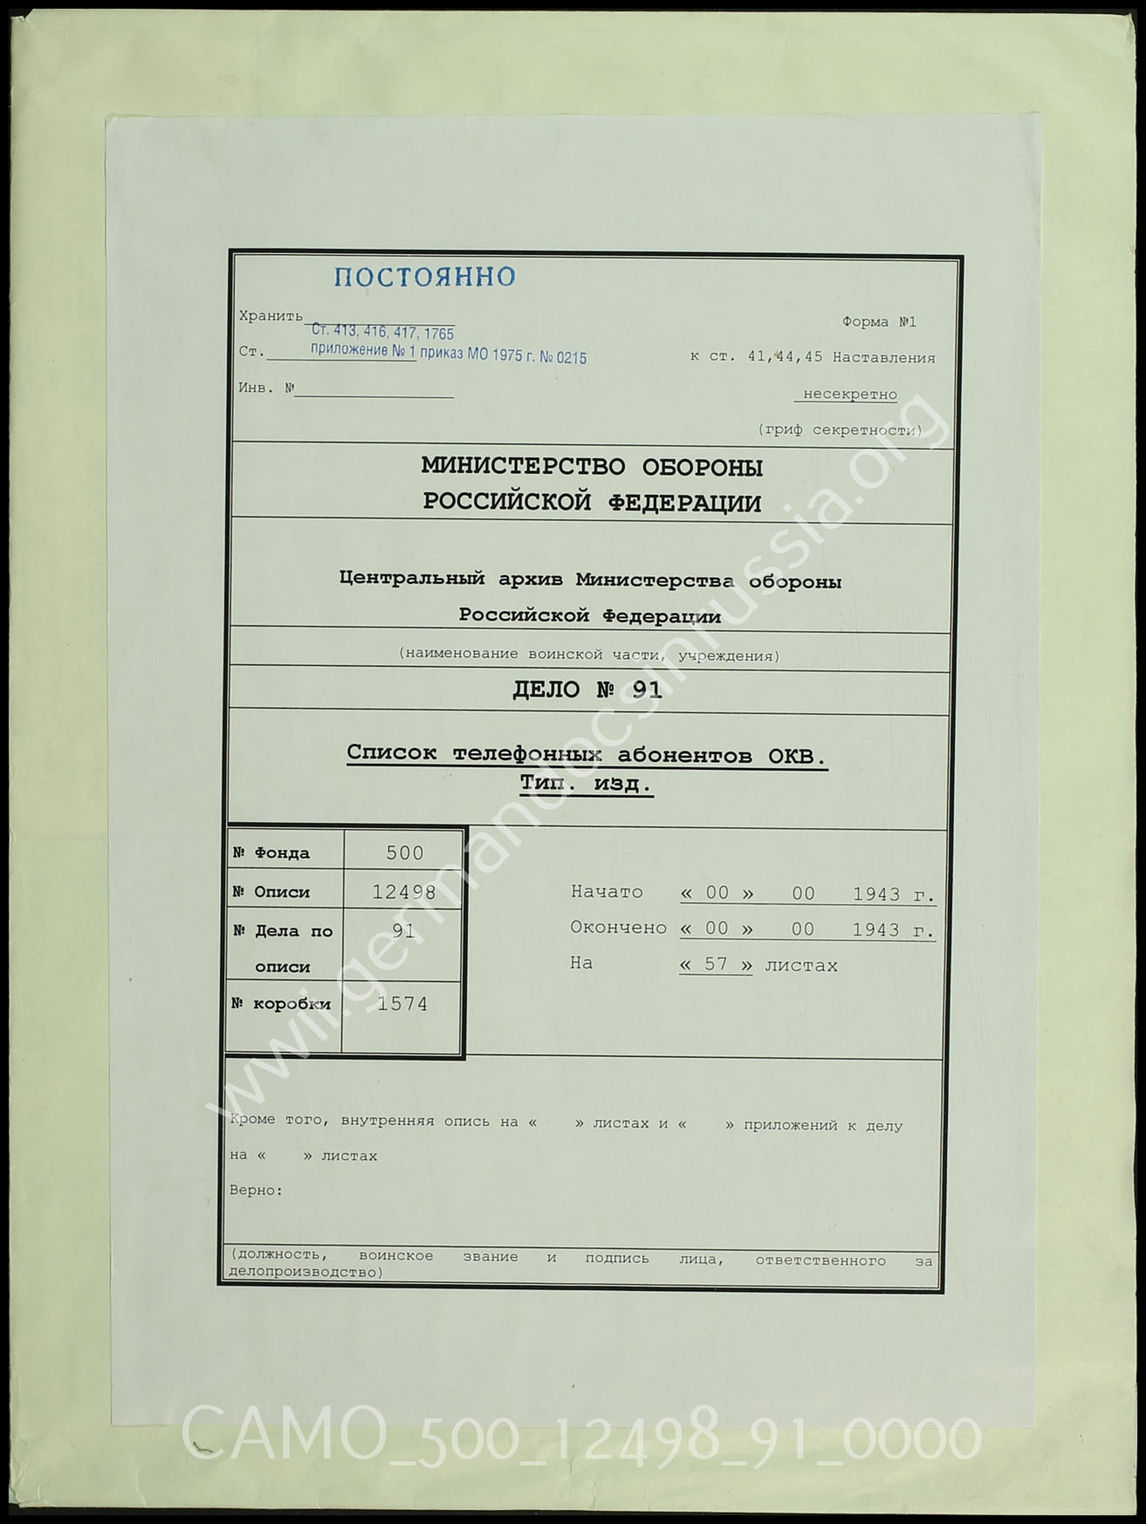 ПОСТОЯННО
Хранить
Ст. 413, 416, 417, 1765
Форма №1
Ст. приложение № 1 приказ МО 1975 г. № 0215
к ст. 41,44,45 Наставления
Инв. №
несекретно
(гриф секретности)
МИНИСТЕРСТВО ОБОРОНЫ
РОССИЙСКОЙ ФЕДЕРАЦИИ
Центральный архив Министерства обороны
Российской Федерации
(наименование воинской части, учреждения)
ДЕЛО № 91
Список телефонных абонентов ОКВ.
Тип. изд.
№ Фонда 500
№ Описи 12498
№ Дела по 91
описи
№ коробки 1574
Начато « 00 » 00 1943 г.
Окончено « 00 » 00 1943 г.
На « 57 » листах
Кроме того, внутренняя опись на « » листах и « » приложений к делу
на « » листах
Верно:
(должность, воинское звание и подпись лица, ответственного за
делопроизводство)
wwii.germandocsinrussia.org
CAMO_500_12498_91_0000